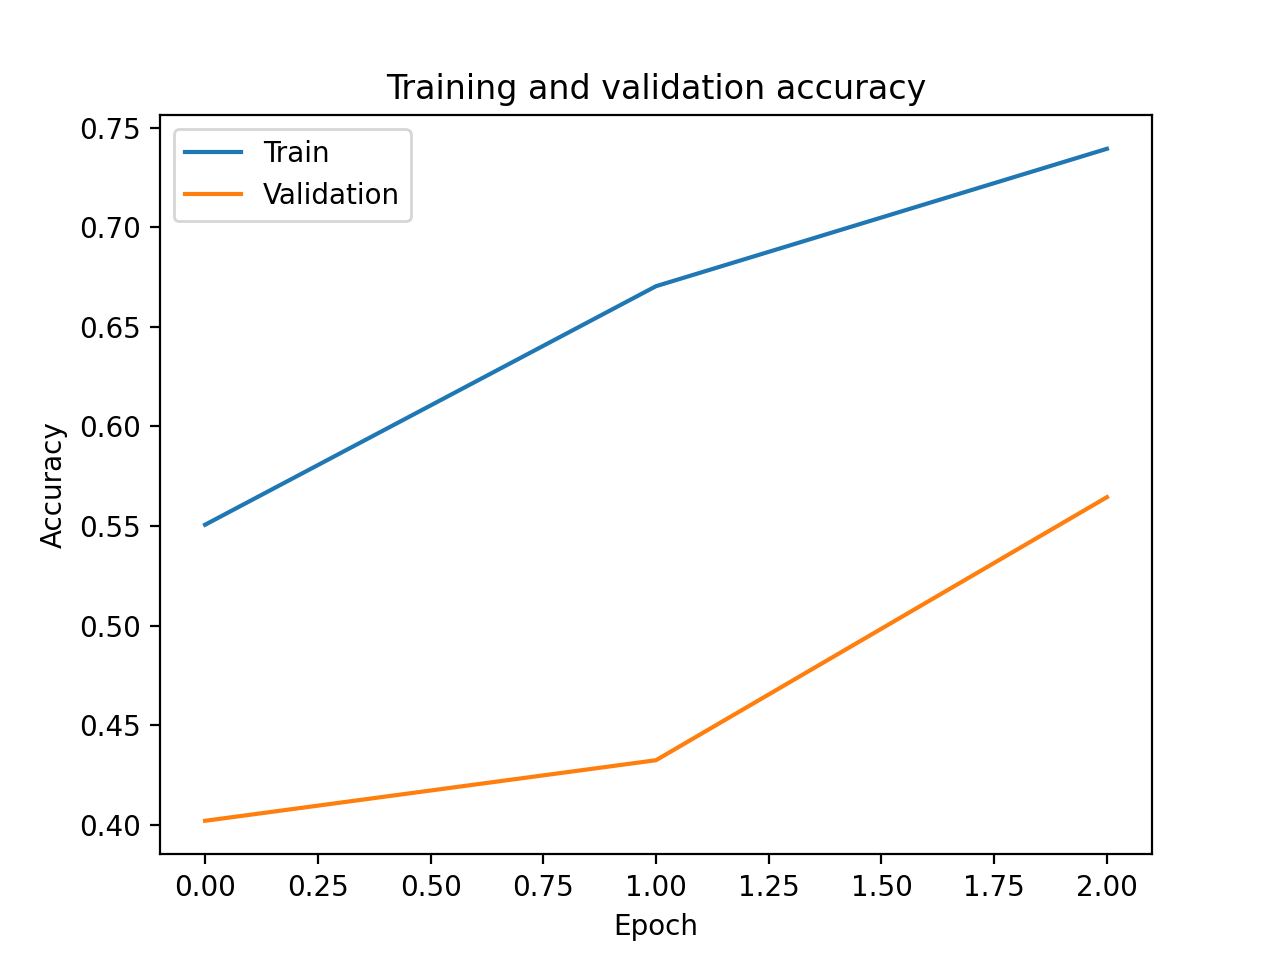 Training and validation accuracy
Train
Validation
0.75
0.70
0.65
0.60
0.55
0.50
0.45
0.40
Accuracy
0.00 0.25 0.50 0.75 1.00 1.25 1.50 1.75 2.00
Epoch